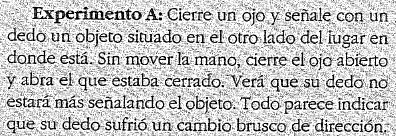 Experimento A: Cierre un ojo y señale con un
dedo un objeto situado en el otro lado del lugar en
donde está. Sin mover la mano, cierre el ojo abierto
y abra el que estaba cerrado. Verá que su dedo no
estará más señalando el objeto. Todo parece indicar
que su dedo sufrió un cambio brusco de dirección.